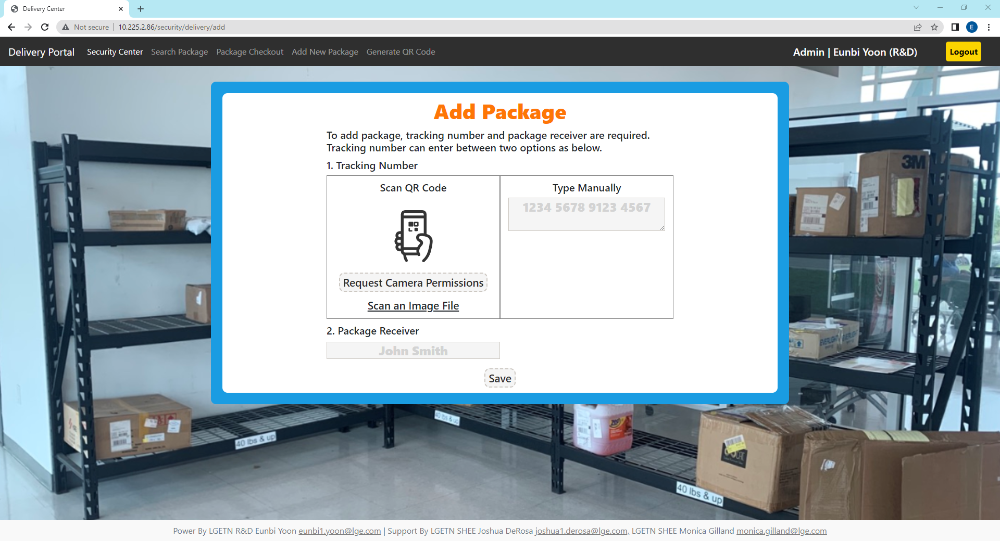 Delivery Center
Not secure
10.225.2.86/security/delivery/add
E
Delivery Portal
Security Center
Search Package
Package Checkout
Add New Package
Generate QR Code
Admin | Eunbi Yoon (R&D)
Logout
Add Package
To add package, tracking number and package receiver are required.
Tracking number can enter between two options as below.
1. Tracking Number
Scan QR Code
Type Manually
1234 5678 9123 4567
Request Camera Permissions
Scan an Image File
2. Package Receiver
John Smith
Save
3M
40 lbs & up
40 lbs & up
40 lbs & up
Power By LGETN R&D Eunbi Yoon eunbi1.yoon@lge.com | Support By LGETN SHEE Joshua DeRosa joshua1.derosa@lge.com, LGETN SHEE Monica Gilland monica.gilland@lge.com